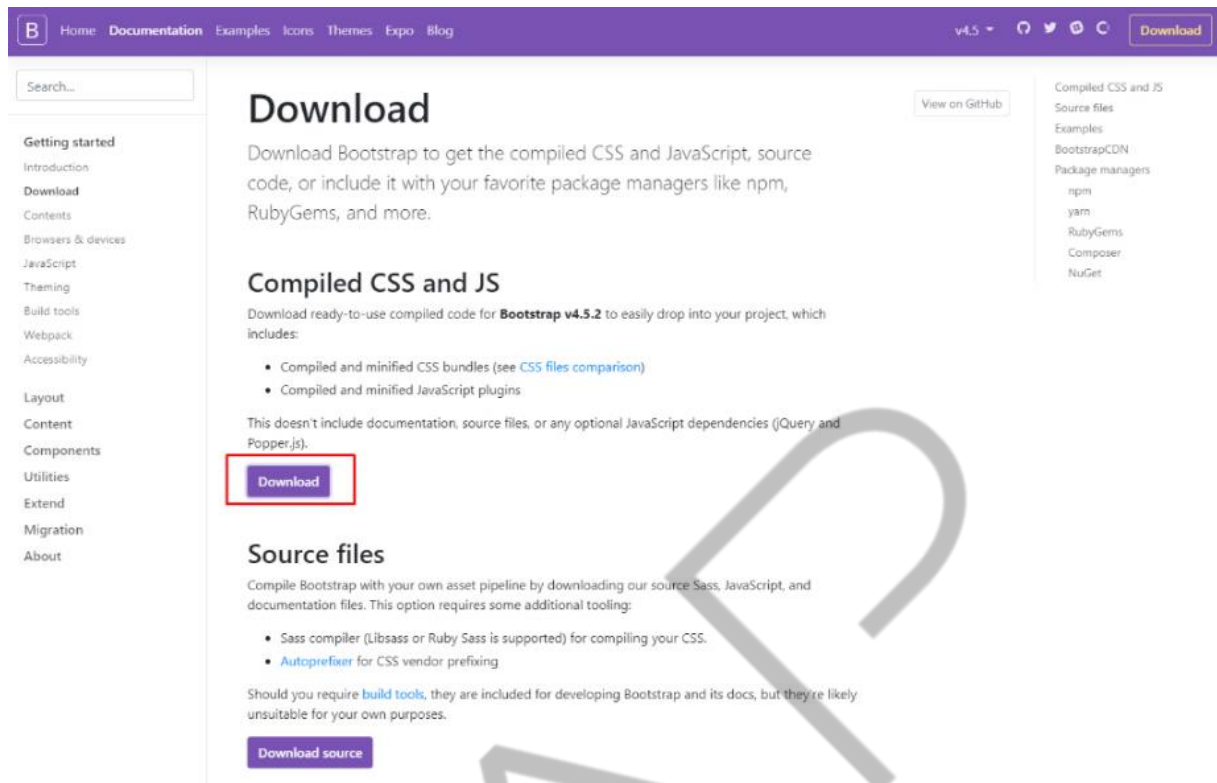 B Home Documentation Examples Icons Themes Expo Blog v4.5 Download
Search...
Getting started
Introduction
Download
Contents
Browsers & devices
JavaScript
Theming
Build tools
Webpack
Accessibility
Layout
Content
Components
Utilities
Extend
Migration
About
Download
View on GitHub
Download Bootstrap to get the compiled CSS and JavaScript, source
code, or include it with your favorite package managers like npm,
RubyGems, and more.
Compiled CSS and JS
Download ready-to-use compiled code for Bootstrap v4.5.2 to easily drop into your project, which
includes:
• Compiled and minified CSS bundles (see CSS files comparison)
• Compiled and minified JavaScript plugins
This doesn't include documentation, source files, or any optional JavaScript dependencies (jQuery and
Popper.js).
Download
Source files
Compile Bootstrap with your own asset pipeline by downloading our source Sass, JavaScript, and
documentation files. This option requires some additional tooling:
• Sass compiler (Libsass or Ruby Sass is supported) for compiling your CSS.
• Autoprefixer for CSS vendor prefixing
Should you require build tools, they are included for developing Bootstrap and its docs, but they're likely
unsuitable for your own purposes.
Download source
Compiled CSS and JS
Source files
Examples
BootstrapCDN
Package managers
npm
yarn
RubyGems
Composer
NuGet